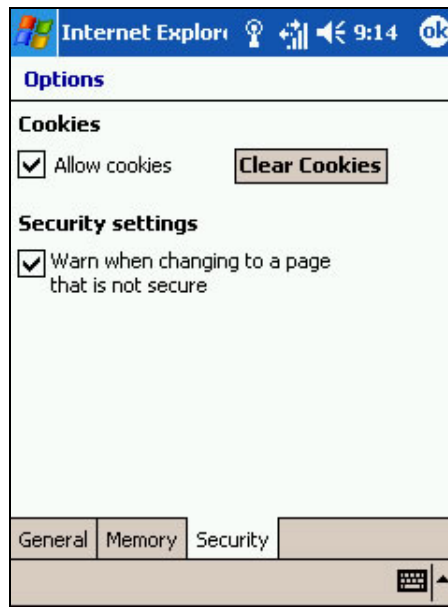 Internet Explor 9:14 ok
Options
Cookies
Allow cookies Clear Cookies
Security settings
Warn when changing to a page
that is not secure
General Memory Security